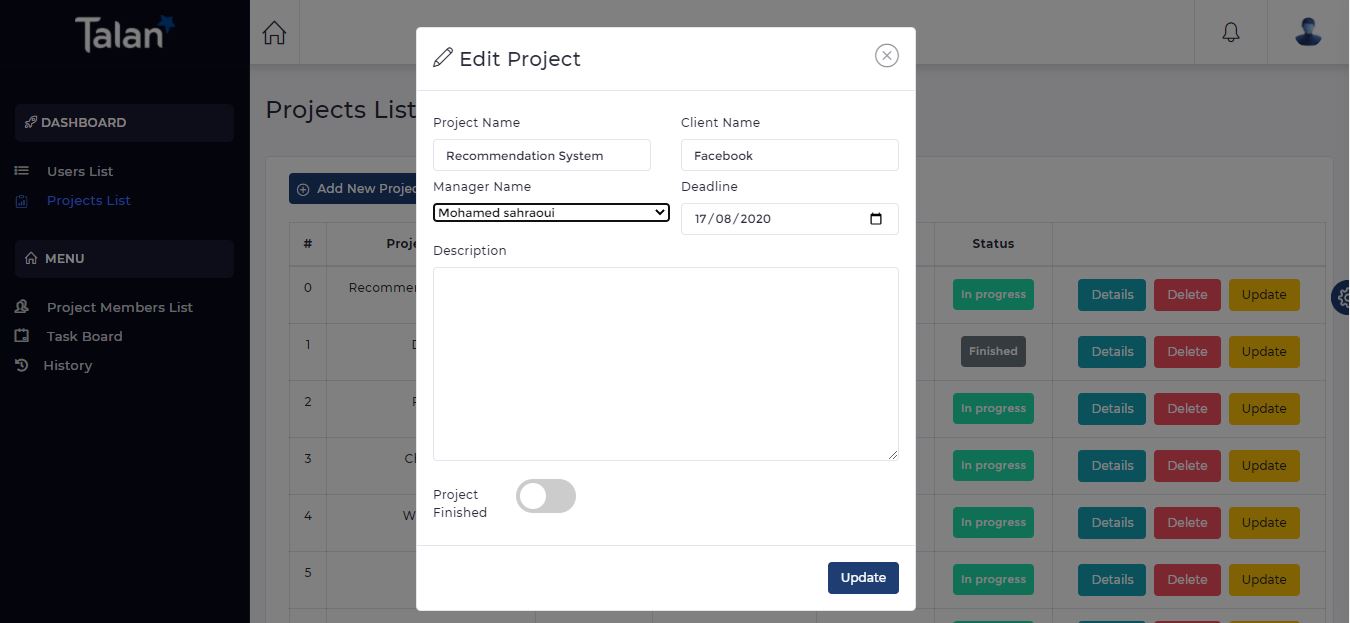 Talan
DASHBOARD
Users List
Projects List
MENU
Project Members List
Task Board
History
Projects List
Add New Projec
# Proje Status
0 Recommen In progress Details Delete Update
1 Finished Details Delete Update
2 In progress Details Delete Update
3 Cl In progress Details Delete Update
4 W In progress Details Delete Update
5 In progress Details Delete Update
Edit Project
Project Name Client Name
Recommendation System Facebook
Manager Name Deadline
Mohamed sahraoui 17/08/2020
Description
Project
Finished
Update